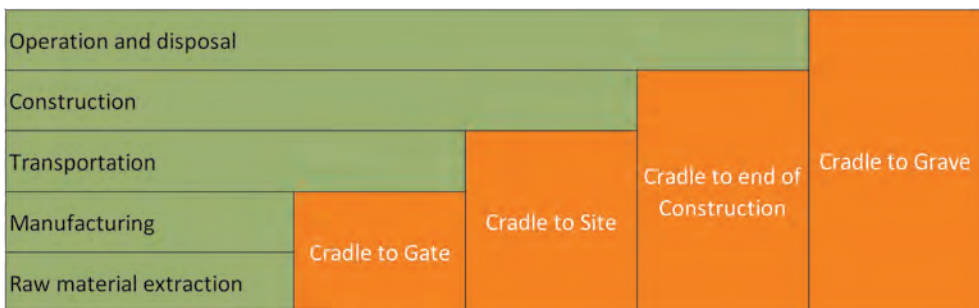 Operation and disposal
Construction
Transportation
Manufacturing
Raw material extraction
Cradle to Gate
Cradle to Site
Cradle to end of
Construction
Cradle to Grave